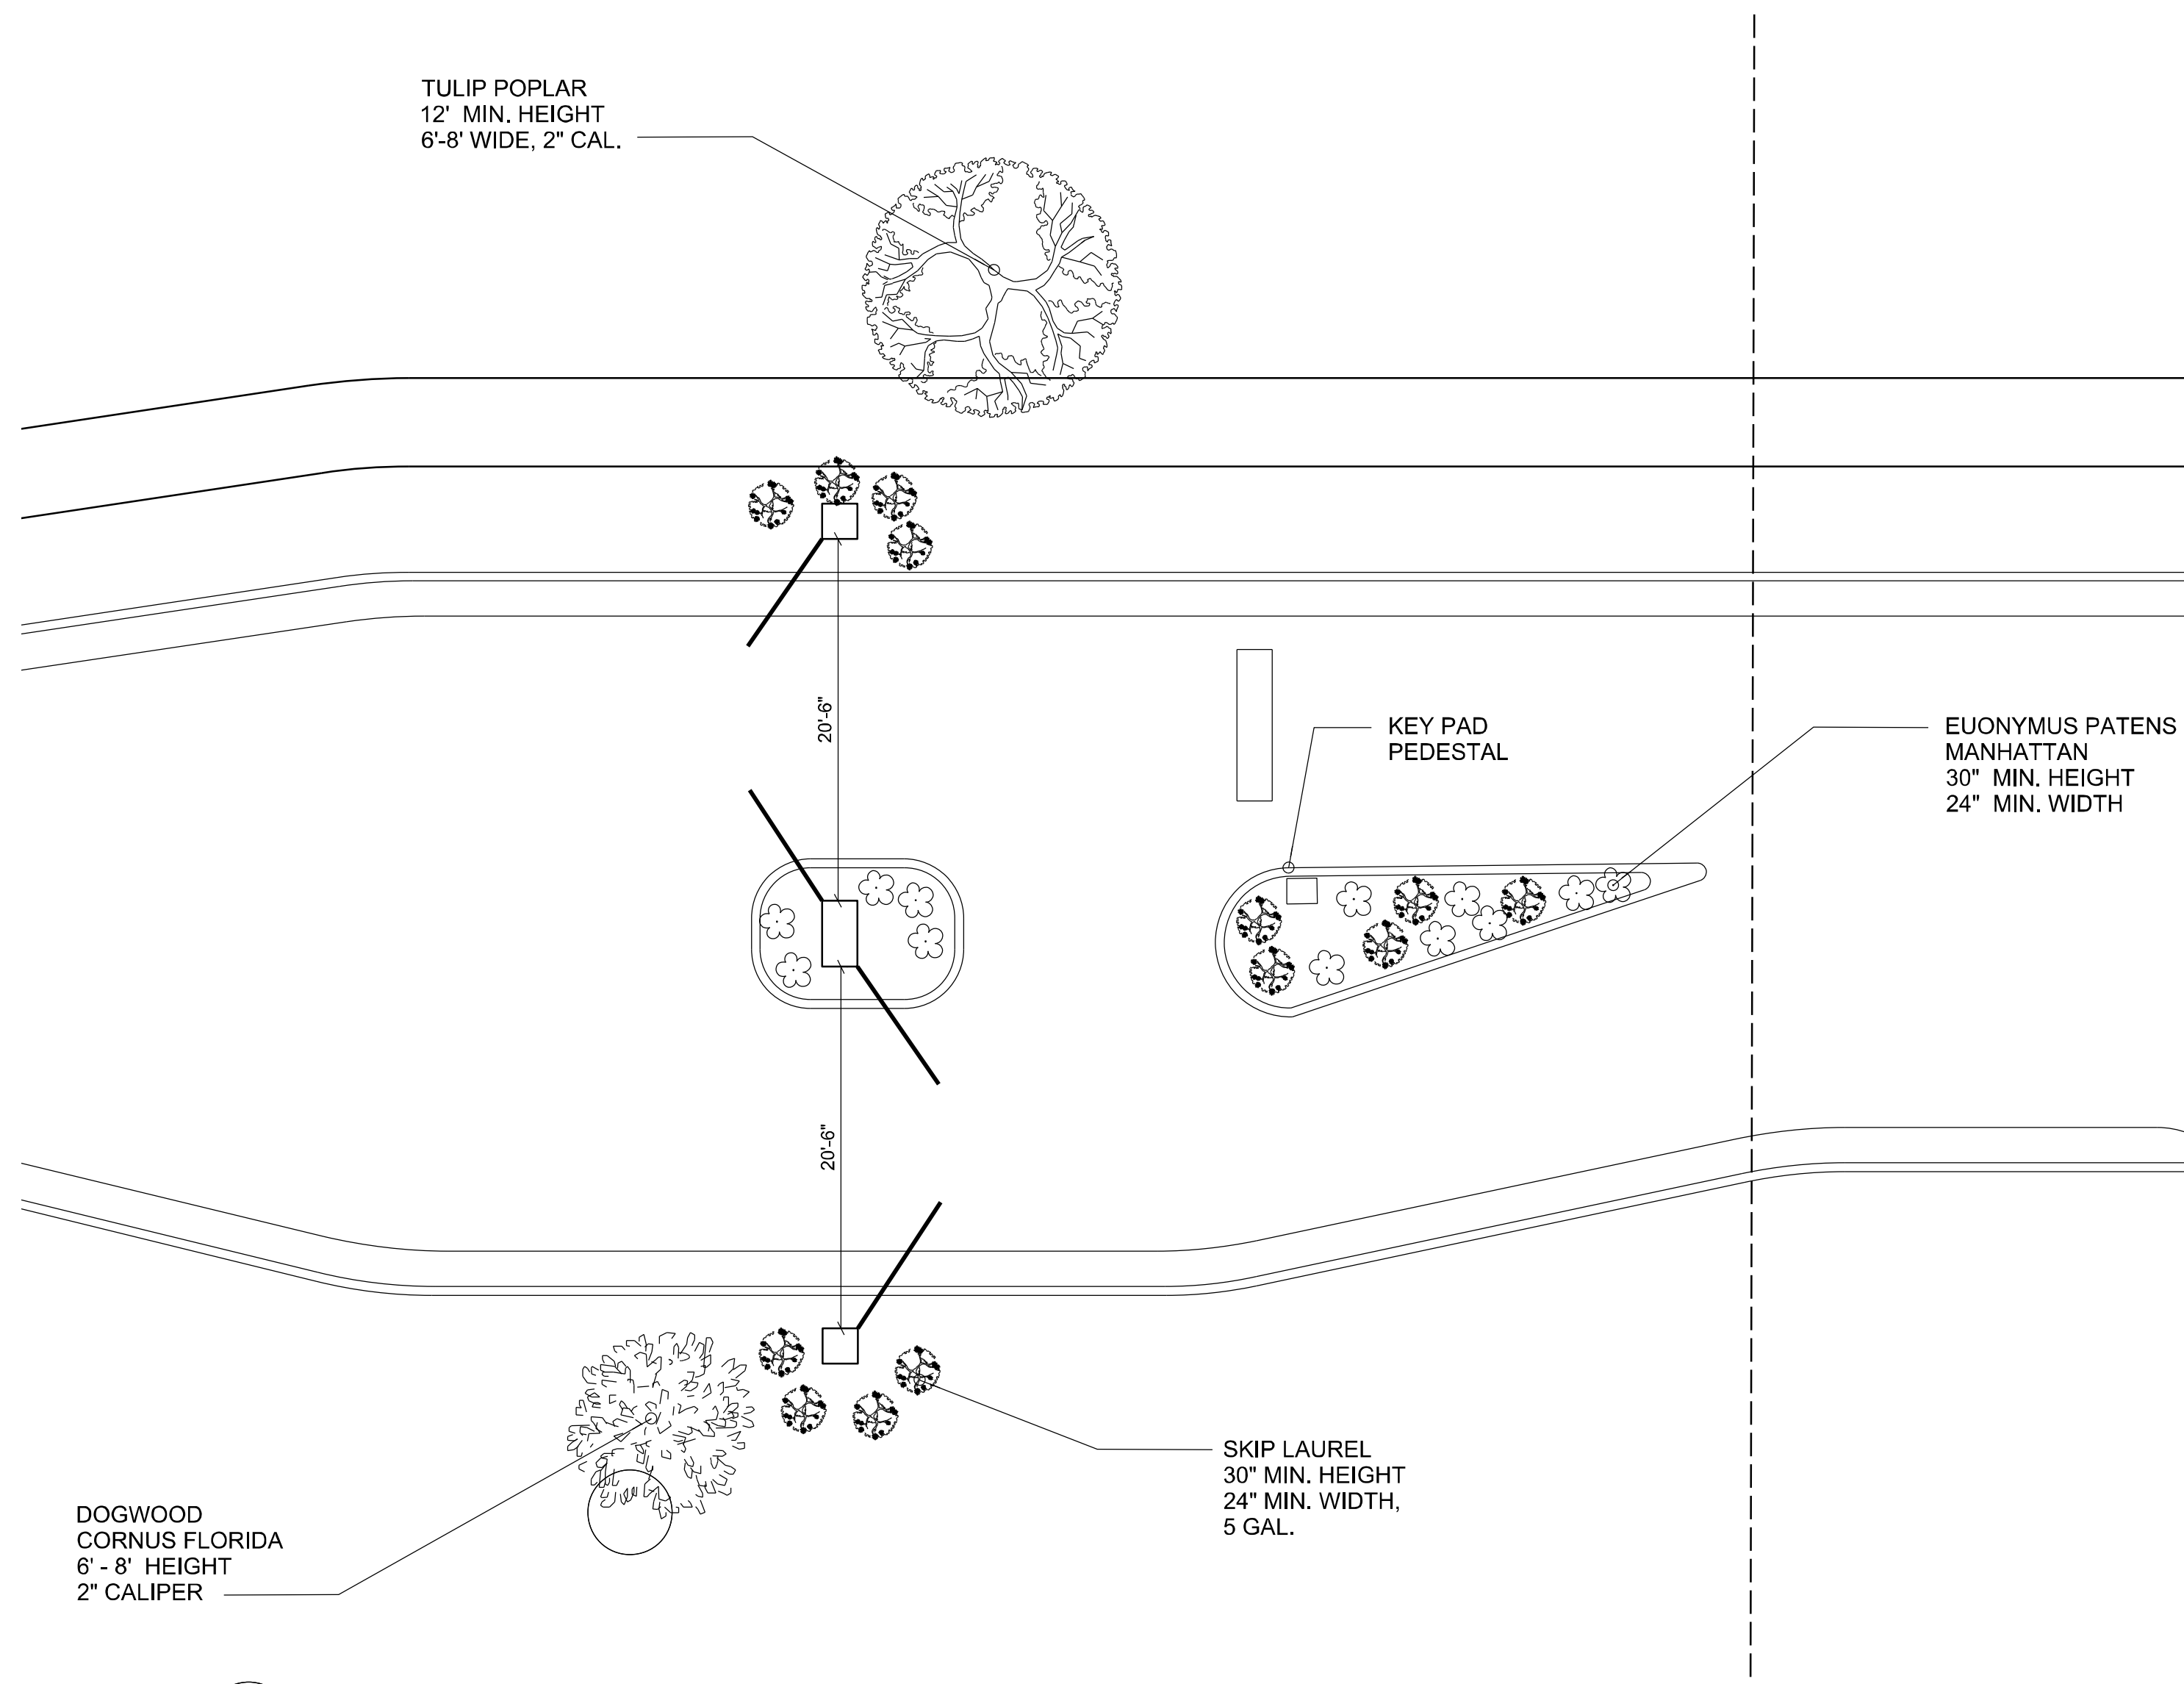 TULIP POPLAR
12' MIN. HEIGHT
6'-8' WIDE, 2" CAL.
20'-6"
KEY PAD
PEDESTAL
EUONYMUS PATENS
MANHATTAN
30" MIN. HEIGHT
24" MIN. WIDTH
20'-6"
SKIP LAUREL
30" MIN. HEIGHT
24" MIN. WIDTH,
5 GAL.
DOGWOOD
CORNUS FLORIDA
6' - 8' HEIGHT
2" CALIPER